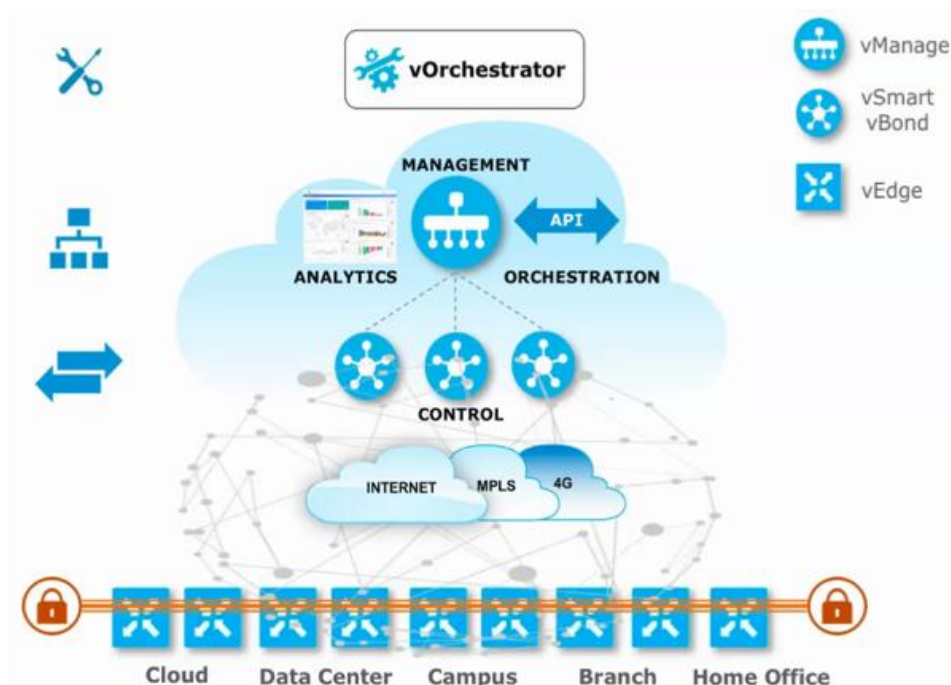 vOrchestrator
vManage
vSmart
vBond
vEdge
MANAGEMENT
API
ANALYTICS
ORCHESTRATION
CONTROL
INTERNET
MPLS
4G
Cloud
Data Center
Campus
Branch
Home Office